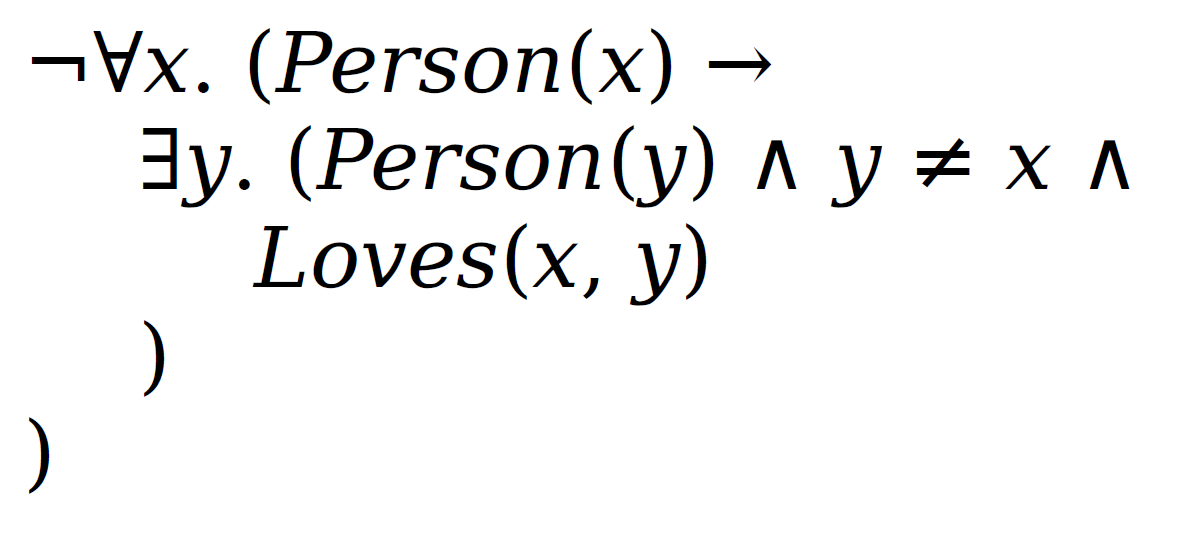 ¬∀x. (Person(x) →
∃y. (Person(y) ∧ y ≠ x ∧
Loves(x, y)
)
)